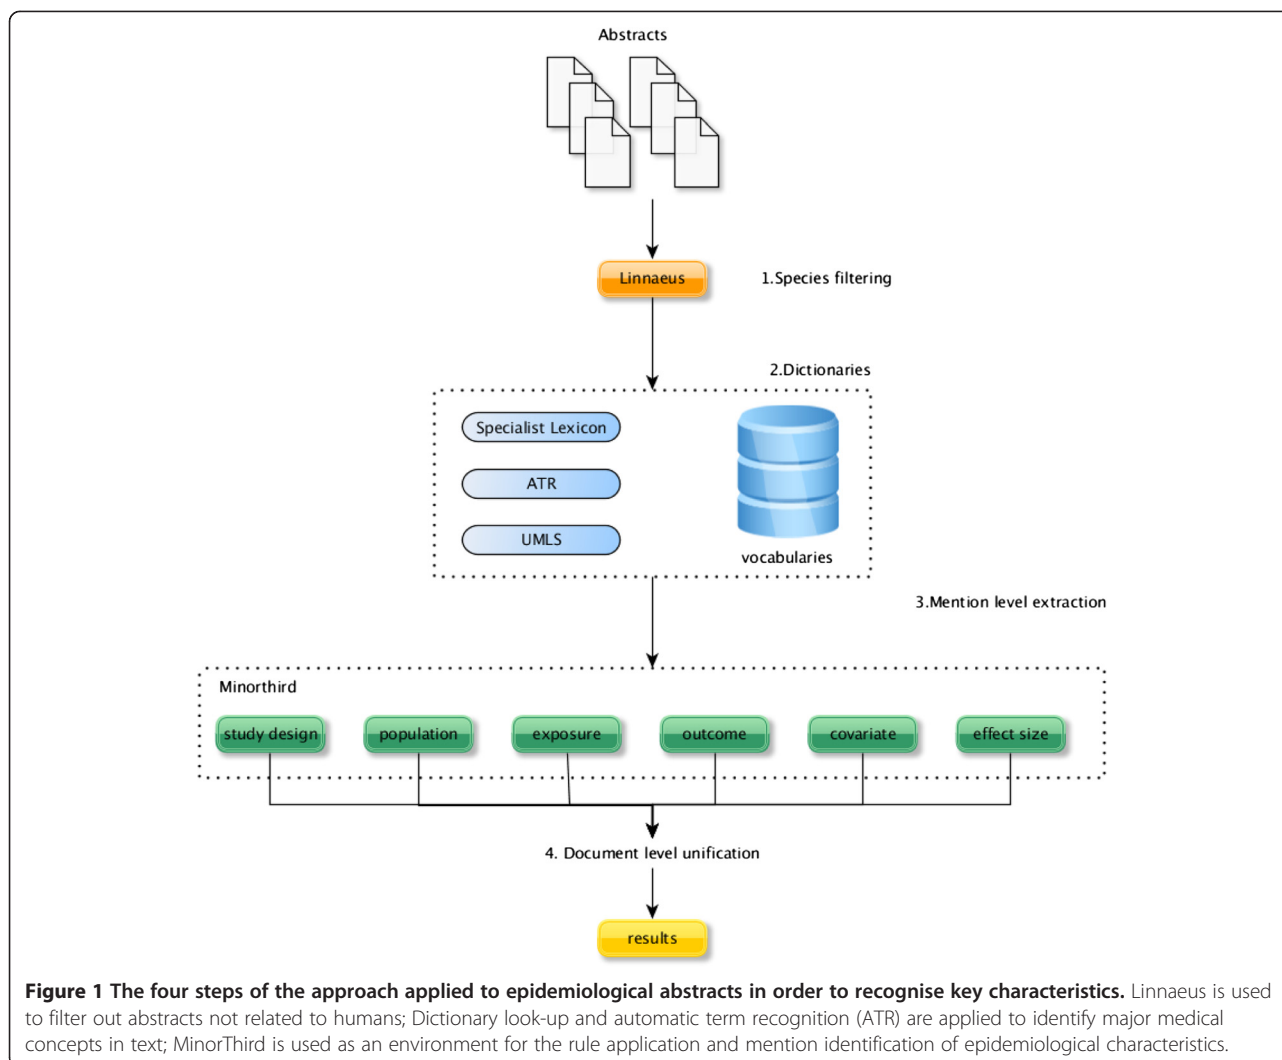 Abstracts
Linnaeus
1.Species filtering
2.Dictionaries
Specialist Lexicon
ATR
UMLS
vocabularies
3.Mention level extraction
Minorthird
study design population exposure outcome covariate effect size
4. Document level unification
results
Figure 1 The four steps of the approach applied to epidemiological abstracts in order to recognise key characteristics. Linnaeus is used
to filter out abstracts not related to humans; Dictionary look-up and automatic term recognition (ATR) are applied to identify major medical
concepts in text; MinorThird is used as an environment for the rule application and mention identification of epidemiological characteristics.